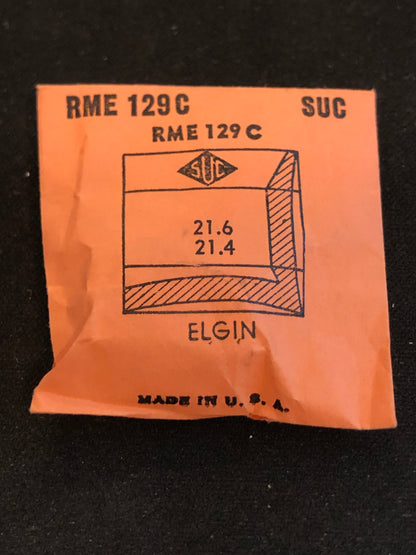 RME 129C SUC
RME 129 C
SUC
21.6
21.4
ELGIN
MADE IN U. S. A.